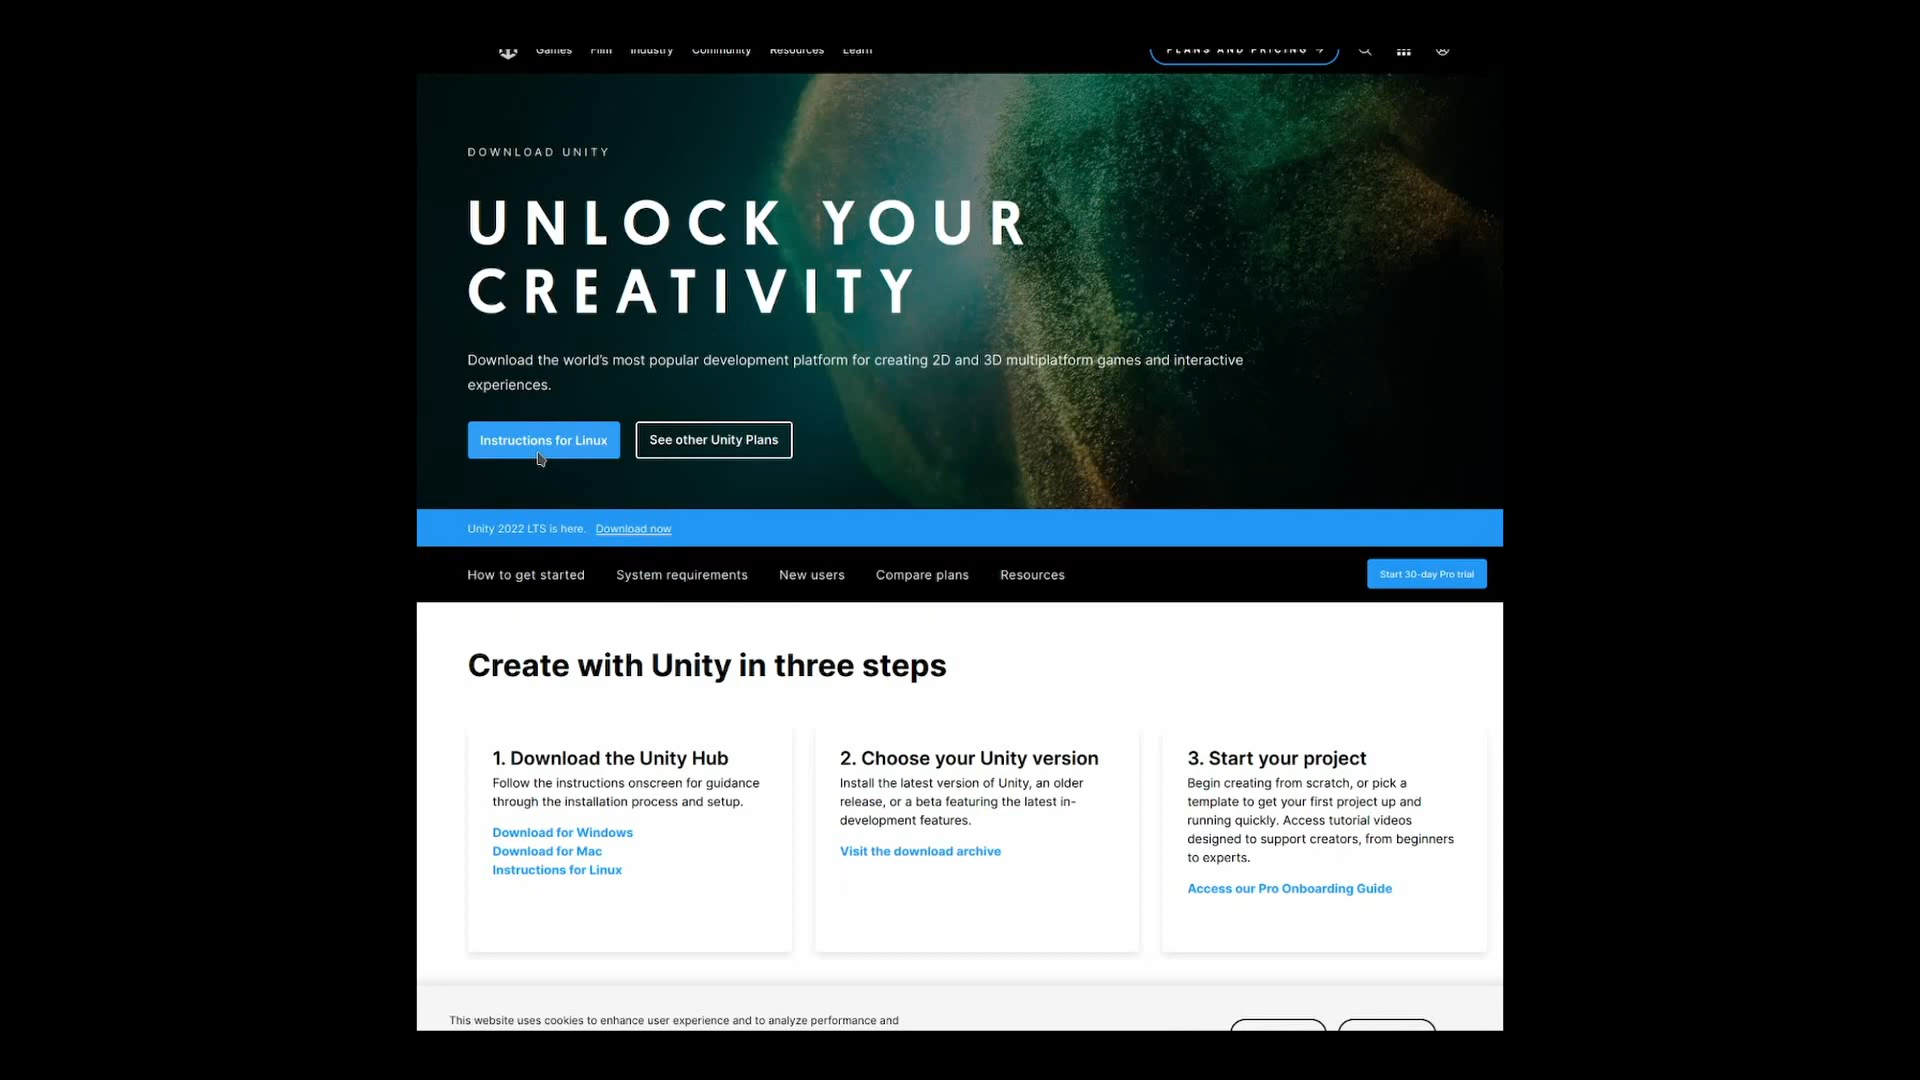 Games Film Industry Community Resources Learn PLANS AND PRICING
DOWNLOAD UNITY
UNLOCK YOUR
CREATIVITY
Download the world's most popular development platform for creating 2D and 3D multiplatform games and interactive
experiences.
Instructions for Linux See other Unity Plans
Unity 2022 LTS is here. Download now
How to get started System requirements New users Compare plans Resources Start 30-day Pro trial
Create with Unity in three steps
1. Download the Unity Hub
Follow the instructions onscreen for guidance
through the installation process and setup.
Download for Windows
Download for Mac
Instructions for Linux
2. Choose your Unity version
Install the latest version of Unity, an older
release, or a beta featuring the latest in-
development features.
Visit the download archive
3. Start your project
Begin creating from scratch, or pick a
template to get your first project up and
running quickly. Access tutorial videos
designed to support creators, from beginners
to experts.
Access our Pro Onboarding Guide
This website uses cookies to enhance user experience and to analyze performance and